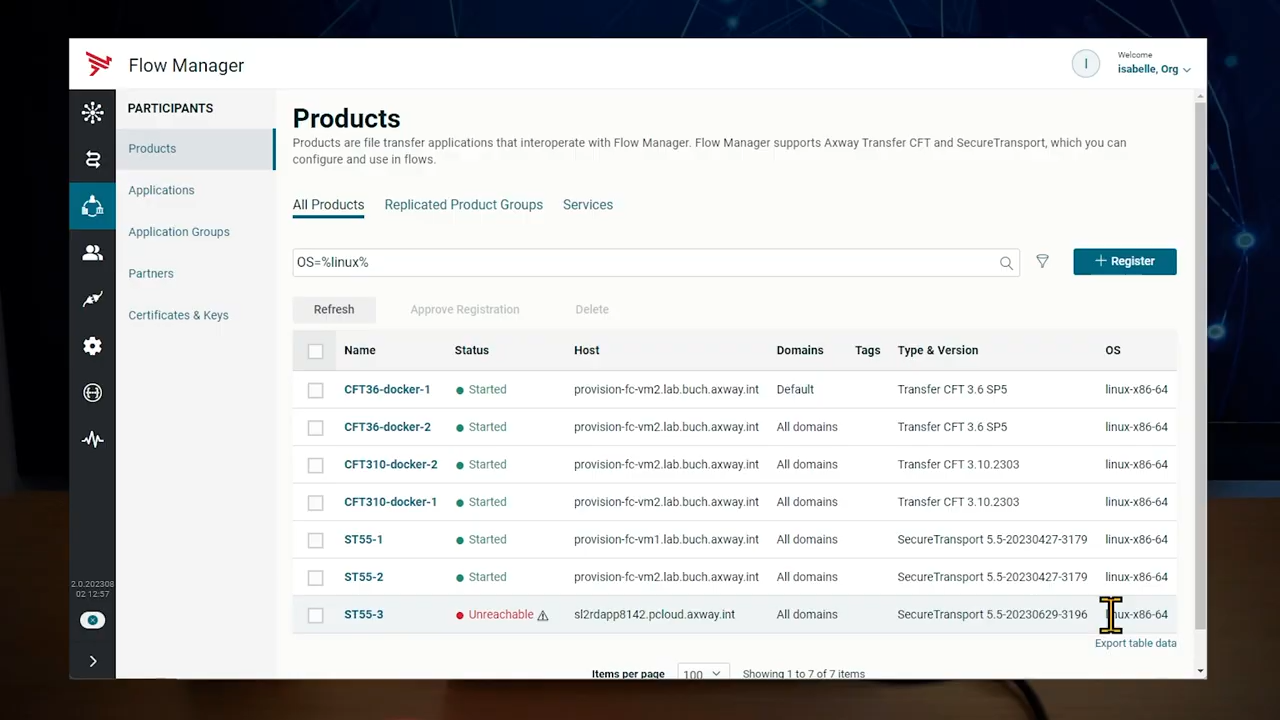 Flow Manager
I
Welcome
isabelle, Org
PARTICIPANTS
Products
Applications
Application Groups
Partners
Certificates & Keys
2.0.202308
02 12:57
Products
Products are file transfer applications that interoperate with Flow Manager. Flow Manager supports Axway Transfer CFT and SecureTransport, which you can
configure and use in flows.
All Products Replicated Product Groups Services
OS=%linux%
+ Register
Refresh Approve Registration Delete
Name Status Host Domains Tags Type & Version OS
CFT36-docker-1 Started provision-fc-vm2.lab.buch.axway.int Default Transfer CFT 3.6 SP5 linux-x86-64
CFT36-docker-2 Started provision-fc-vm2.lab.buch.axway.int All domains Transfer CFT 3.6 SP5 linux-x86-64
CFT310-docker-2 Started provision-fc-vm2.lab.buch.axway.int All domains Transfer CFT 3.10.2303 linux-x86-64
CFT310-docker-1 Started provision-fc-vm2.lab.buch.axway.int All domains Transfer CFT 3.10.2303 linux-x86-64
ST55-1 Started provision-fc-vm1.lab.buch.axway.int All domains SecureTransport 5.5-20230427-3179 linux-x86-64
ST55-2 Started provision-fc-vm2.lab.buch.axway.int All domains SecureTransport 5.5-20230427-3179 linux-x86-64
ST55-3 Unreachable sl2rdapp8142.pcloud.axway.int All domains SecureTransport 5.5-20230629-3196 linux-x86-64
Export table data
Items per page 100 Showing 1 to 7 of 7 items